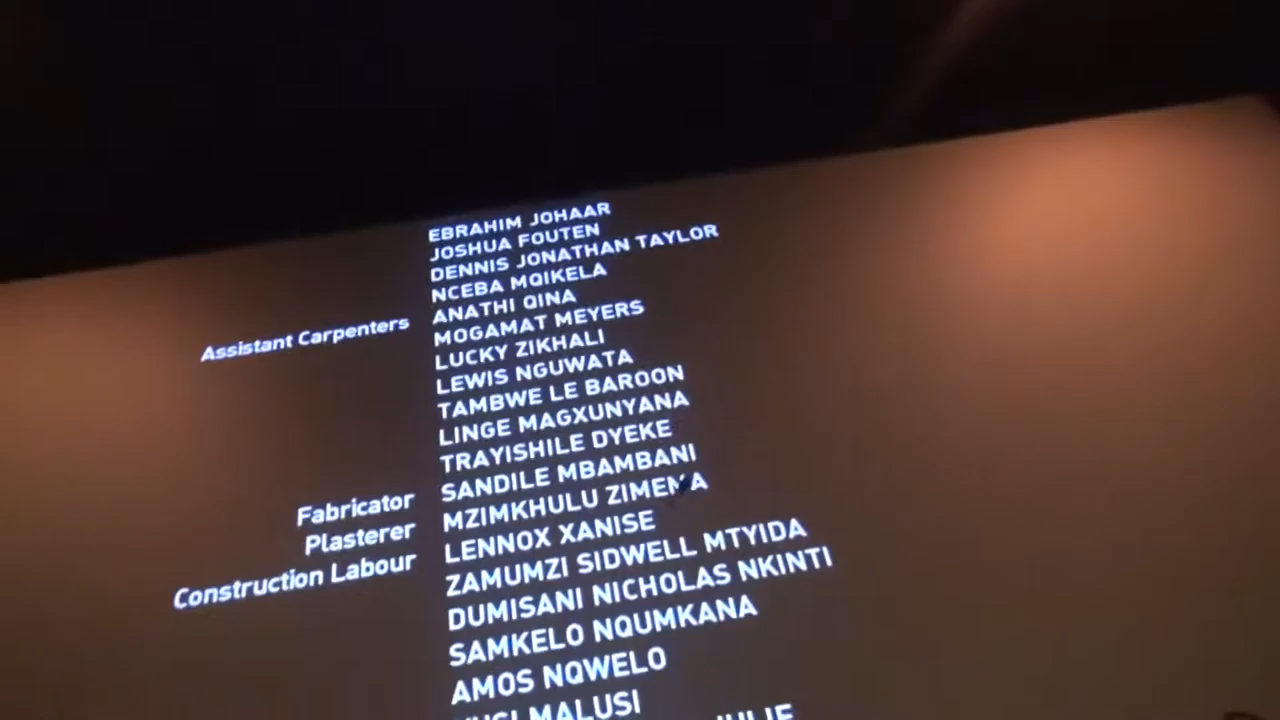 EBRAHIM JOHAAR
JOSHUA FOUTEN
DENNIS JONATHAN TAYLOR
NCEBA MQIKELA
Assistant Carpenters ANATHI QINA
MOGAMAT MEYERS
LUCKY ZIKHALI
LEWIS NGUWATA
TAMBWE LE BAROON
LINGE MAGXUNYANA
TRAYISHILE DYEKE
Fabricator SANDILE MBAMBANI
Plasterer MZIMKHULU
Construction Labour LENNOX XANISE
ZAMUMZI SIDWELL MTYIDA
DUMISANI NICHOLAS NKINTI
SAMKELO NQUMKANA
AMOS NQWELO
MALUSI
JULIE